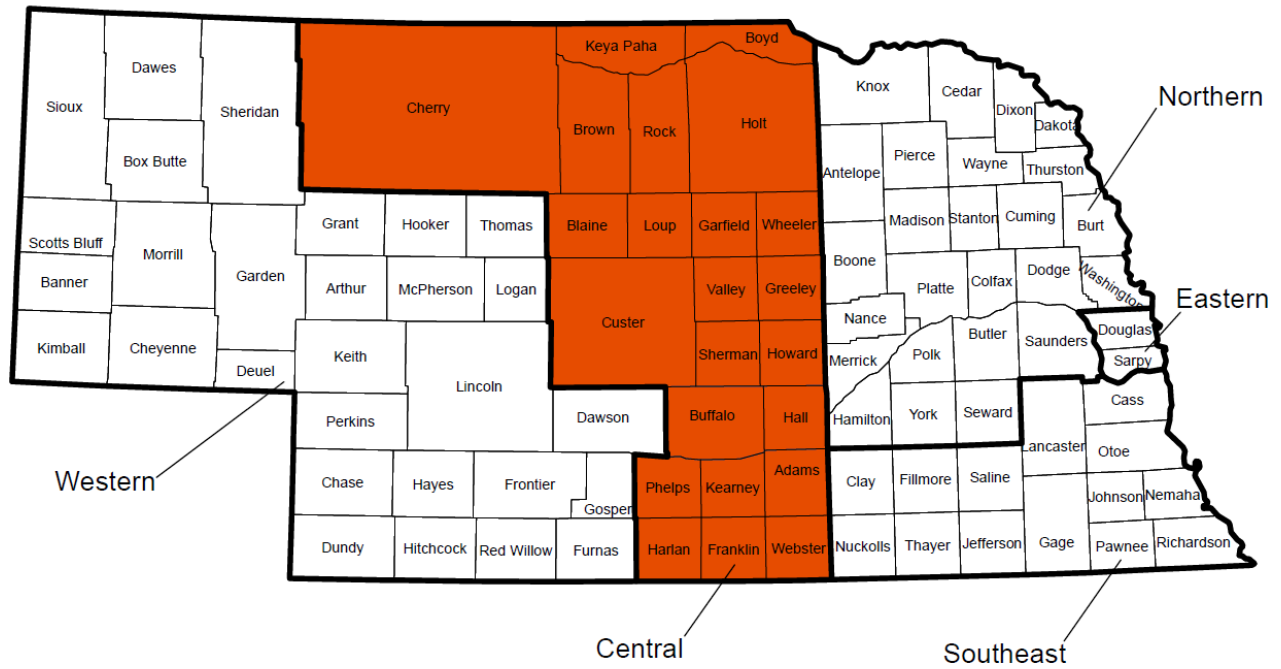 Boyd
Keya Paha
Dawes
Sioux
Sheridan
Cherry
Knox
Cedar
Dixon
Dakota
Northern
Brown
Rock
Holt
Box Butte
Pierce
Wayne
Thurston
Antelope
Grant
Hooker
Thomas
Blaine
Loup
Garfield
Wheeler
Madison
Stanton
Cuming
Burt
Scotts Bluff
Morrill
Garden
Boone
Banner
Arthur
McPherson
Logan
Valley
Greeley
Platte
Colfax
Dodge
Washington
Eastern
Custer
Nance
Kimball
Cheyenne
Keith
Lincoln
Sherman
Howard
Merrick
Polk
Butler
Saunders
Douglas
Sarpy
Deuel
Perkins
Dawson
Buffalo
Hall
Hamilton
York
Seward
Cass
Lancaster
Otoe
Western
Chase
Hayes
Frontier
Gosper
Phelps
Kearney
Adams
Clay
Fillmore
Saline
Johnson
Nemaha
Dundy
Hitchcock
Red Willow
Furnas
Harlan
Franklin
Webster
Nuckolls
Thayer
Jefferson
Gage
Pawnee
Richardson
Central
Southeast